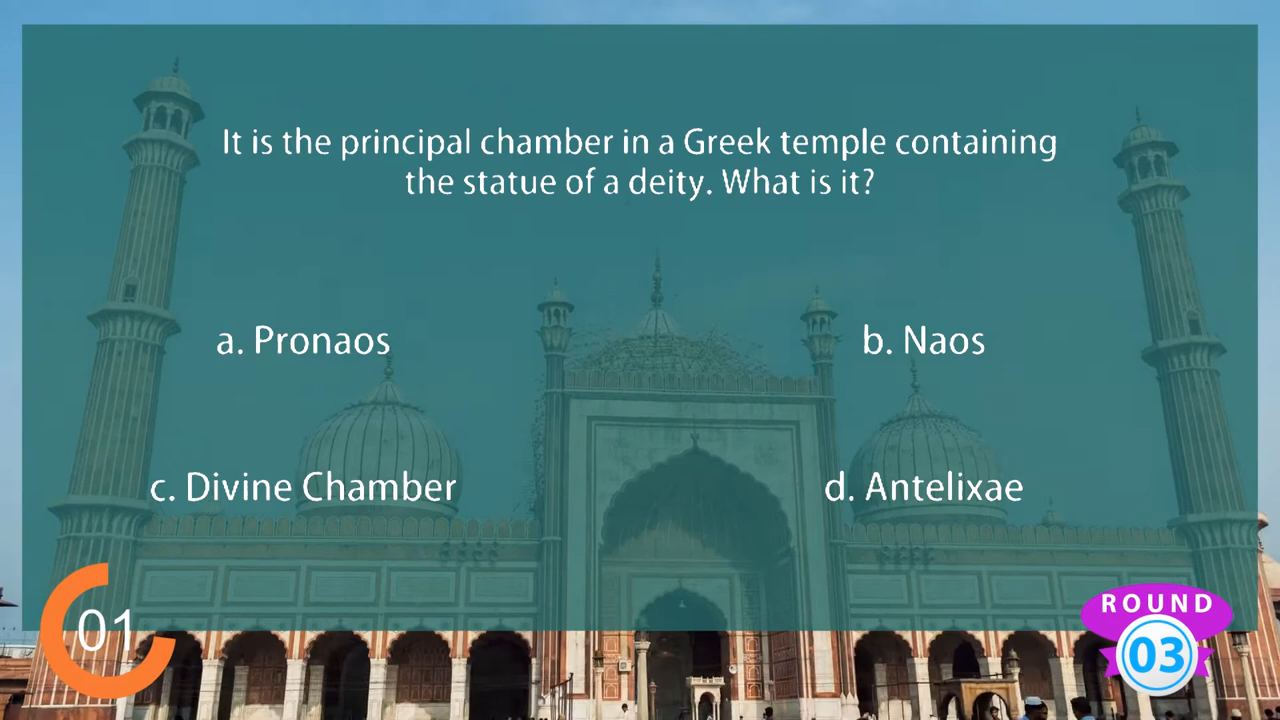 It is the principal chamber in a Greek temple containing
the statue of a deity. What is it?
a. Pronaos
b. Naos
c. Divine Chamber
d. Antelixae
01
ROUND
03